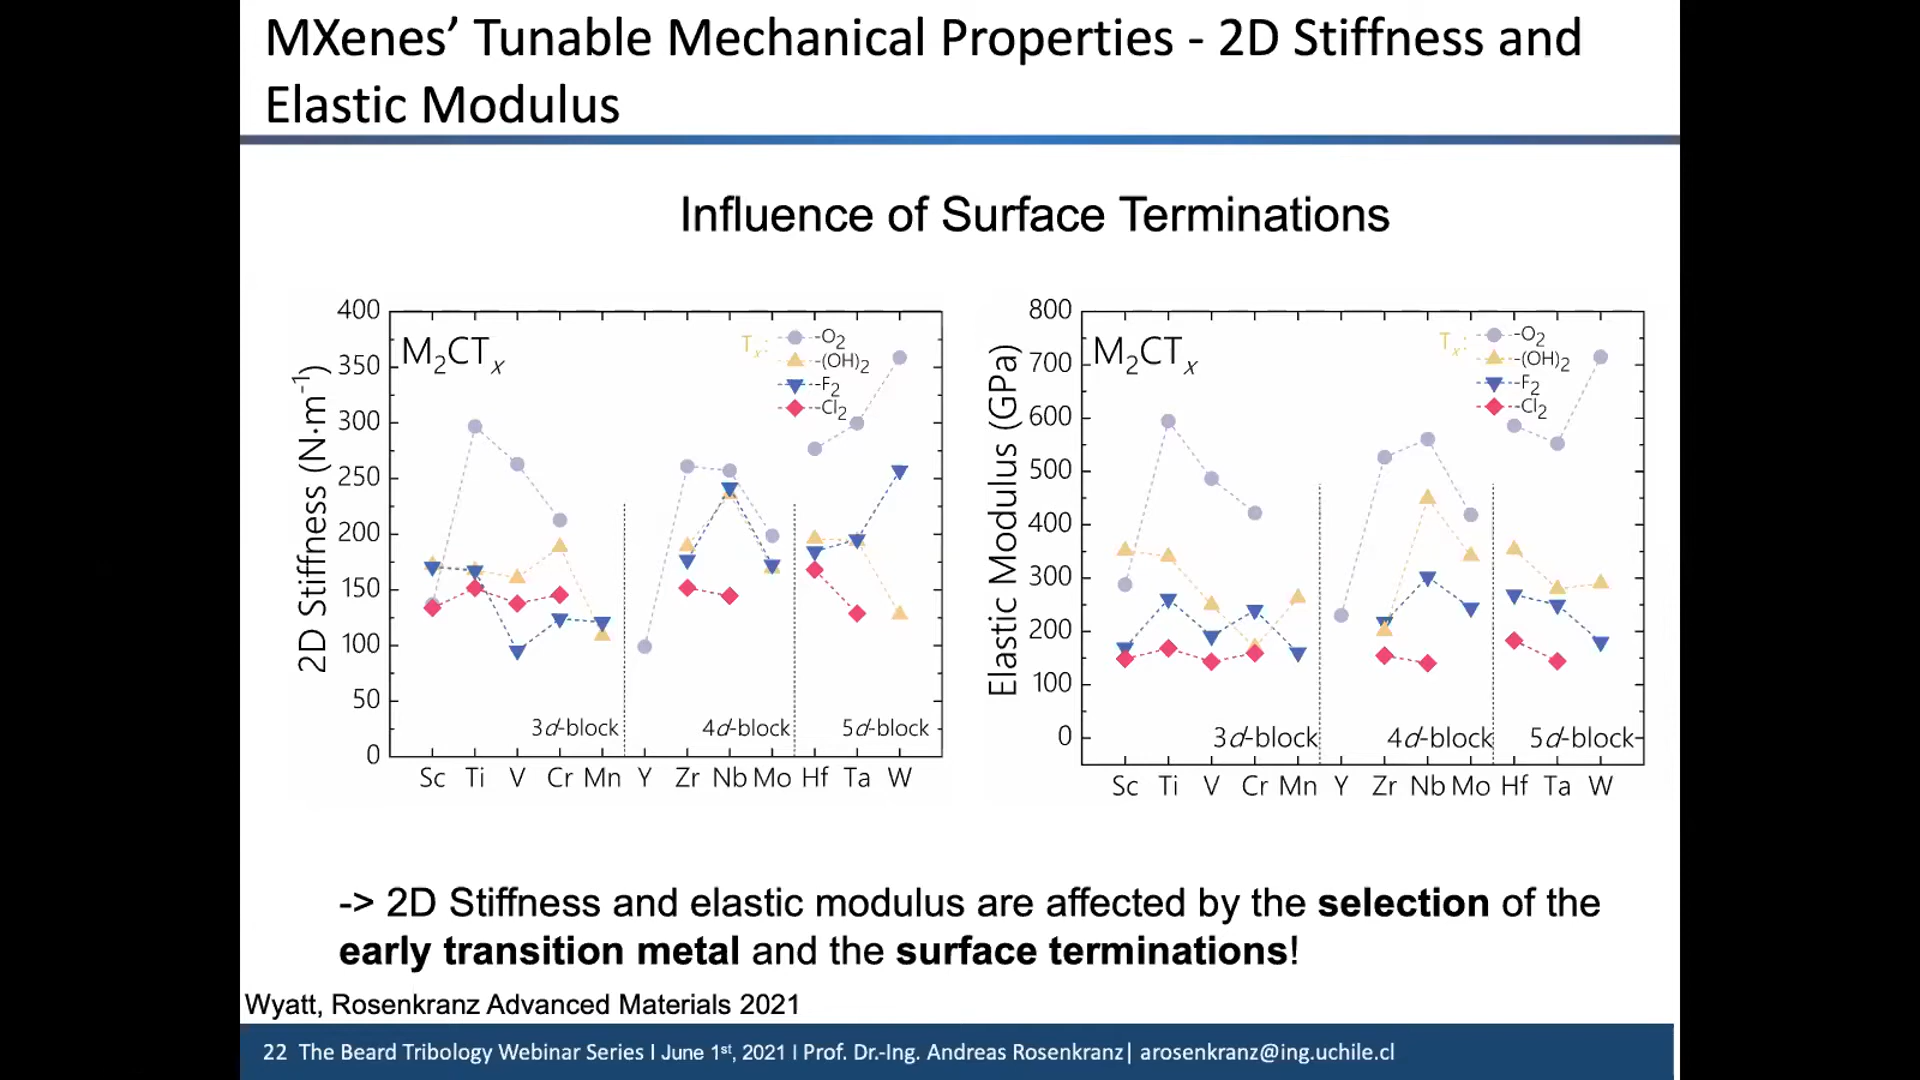 MXenes’ Tunable Mechanical Properties - 2D Stiffness and
Elastic Modulus
Influence of Surface Terminations
2D Stiffness (N·m⁻¹)
400
350
300
250
200
150
100
50
0
M₂CTₓ
Tₓ:
-O₂
-(OH)₂
-F₂
-Cl₂
3d-block
4d-block
5d-block
Sc Ti V Cr Mn Y Zr Nb Mo Hf Ta W
Elastic Modulus (GPa)
800
700
600
500
400
300
200
100
0
M₂CTₓ
Tₓ:
-O₂
-(OH)₂
-F₂
-Cl₂
3d-block
4d-block
5d-block
Sc Ti V Cr Mn Y Zr Nb Mo Hf Ta W
-> 2D Stiffness and elastic modulus are affected by the selection of the
early transition metal and the surface terminations!
Wyatt, Rosenkranz Advanced Materials 2021
22 The Beard Tribology Webinar Series I June 1ˢᵗ, 2021 I Prof. Dr.-Ing. Andreas Rosenkranz| arosenkranz@ing.uchile.cl